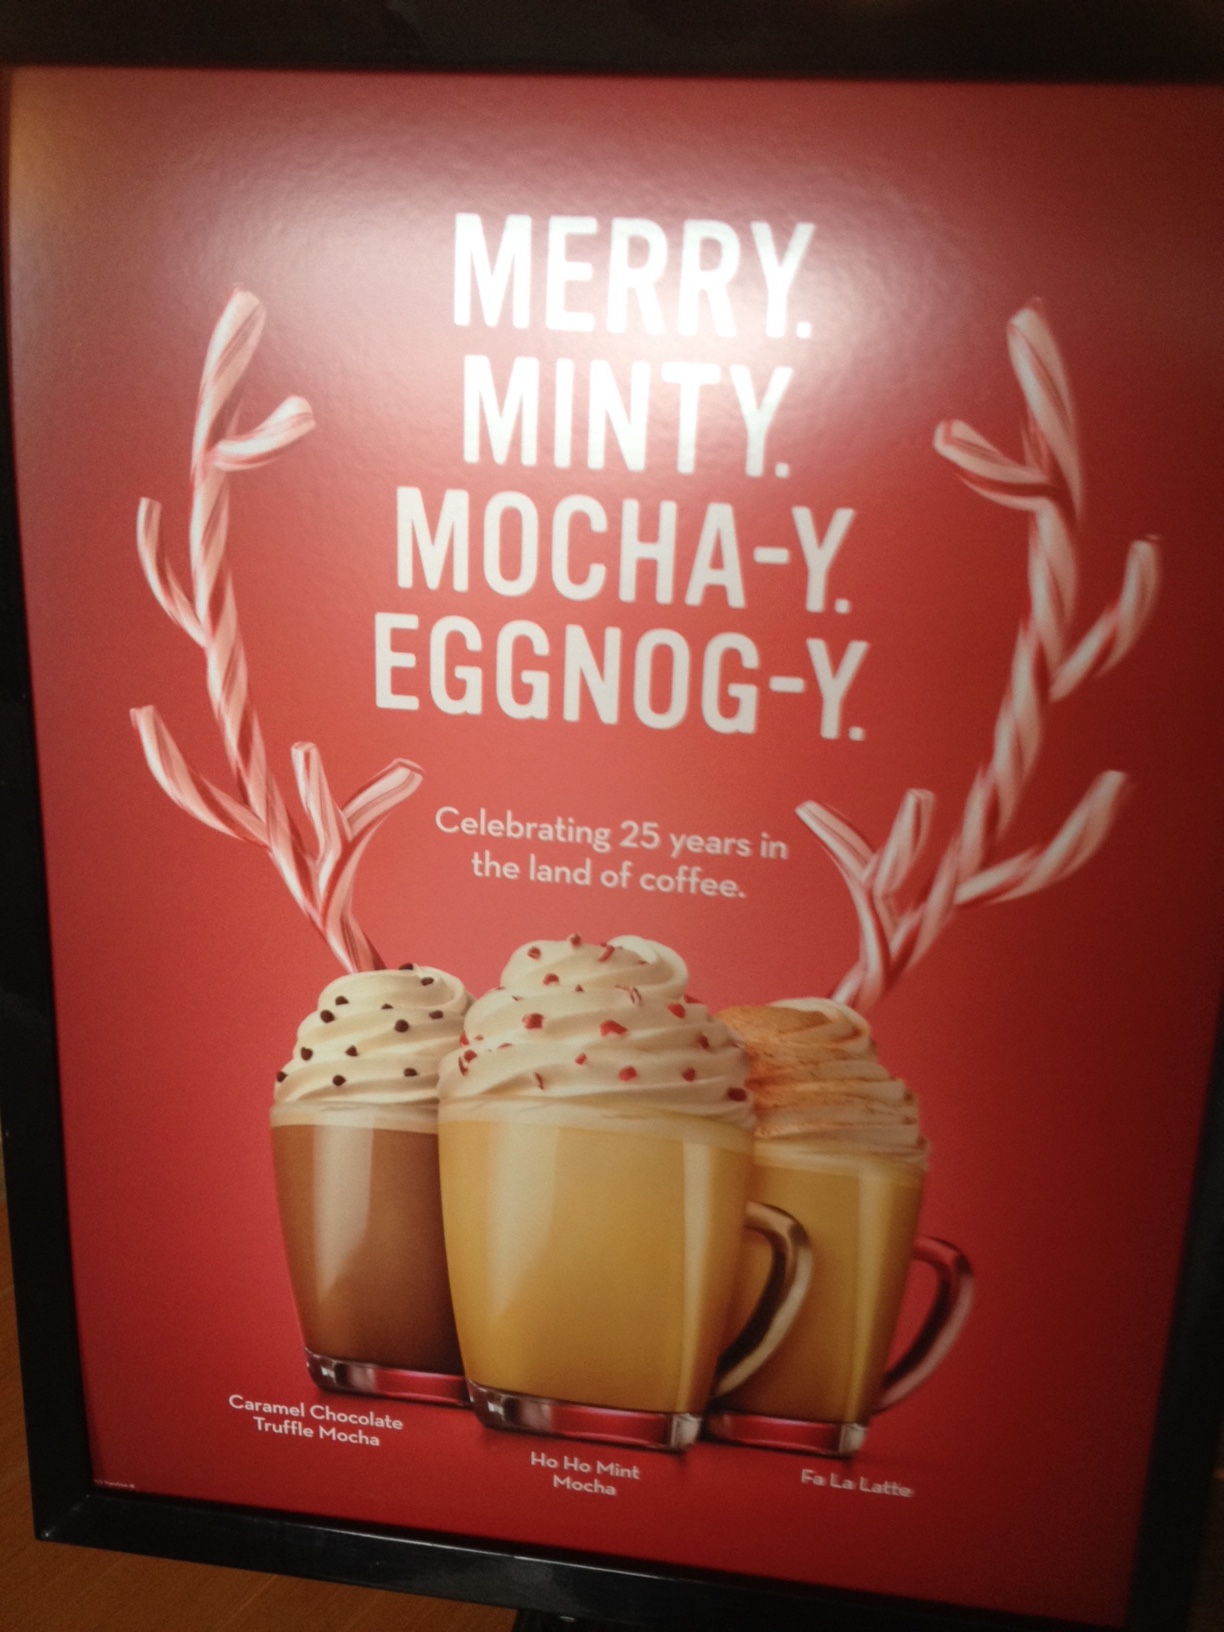 MERRY.
MINTY.
MOCHA-Y.
EGGNOG-Y.
Celebrating 25 years in
the land of coffee.
Caramel Chocolate
Truffle Mocha
Ho Ho Mint
Mocha
Fa La Latte